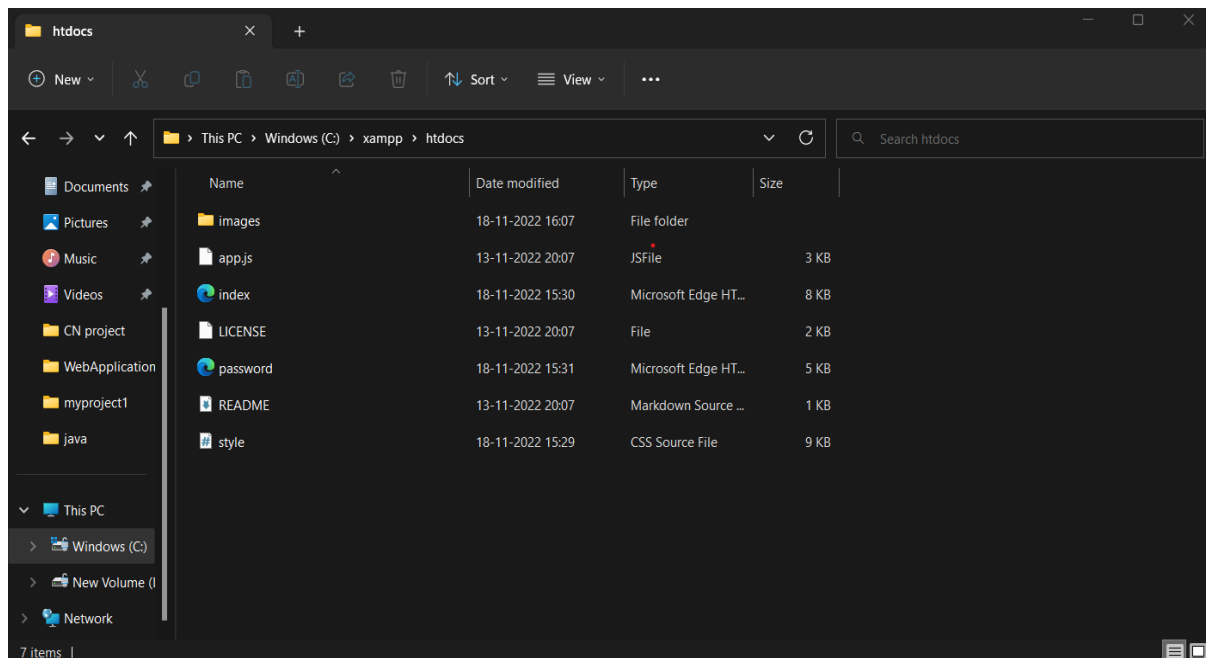 htdocs
New
Sort
View
This PC > Windows (C:) > xampp > htdocs
Search htdocs
Documents
Pictures
Music
Videos
CN project
WebApplication
myproject1
java
This PC
Windows (C:)
New Volume (
Network
Name Date modified Type Size
images 18-11-2022 16:07 File folder
app.js 13-11-2022 20:07 JSFile 3 KB
index 18-11-2022 15:30 Microsoft Edge HT... 8 KB
LICENSE 13-11-2022 20:07 File 2 KB
password 18-11-2022 15:31 Microsoft Edge HT... 5 KB
README 13-11-2022 20:07 Markdown Source ... 1 KB
style 18-11-2022 15:29 CSS Source File 9 KB
7 items